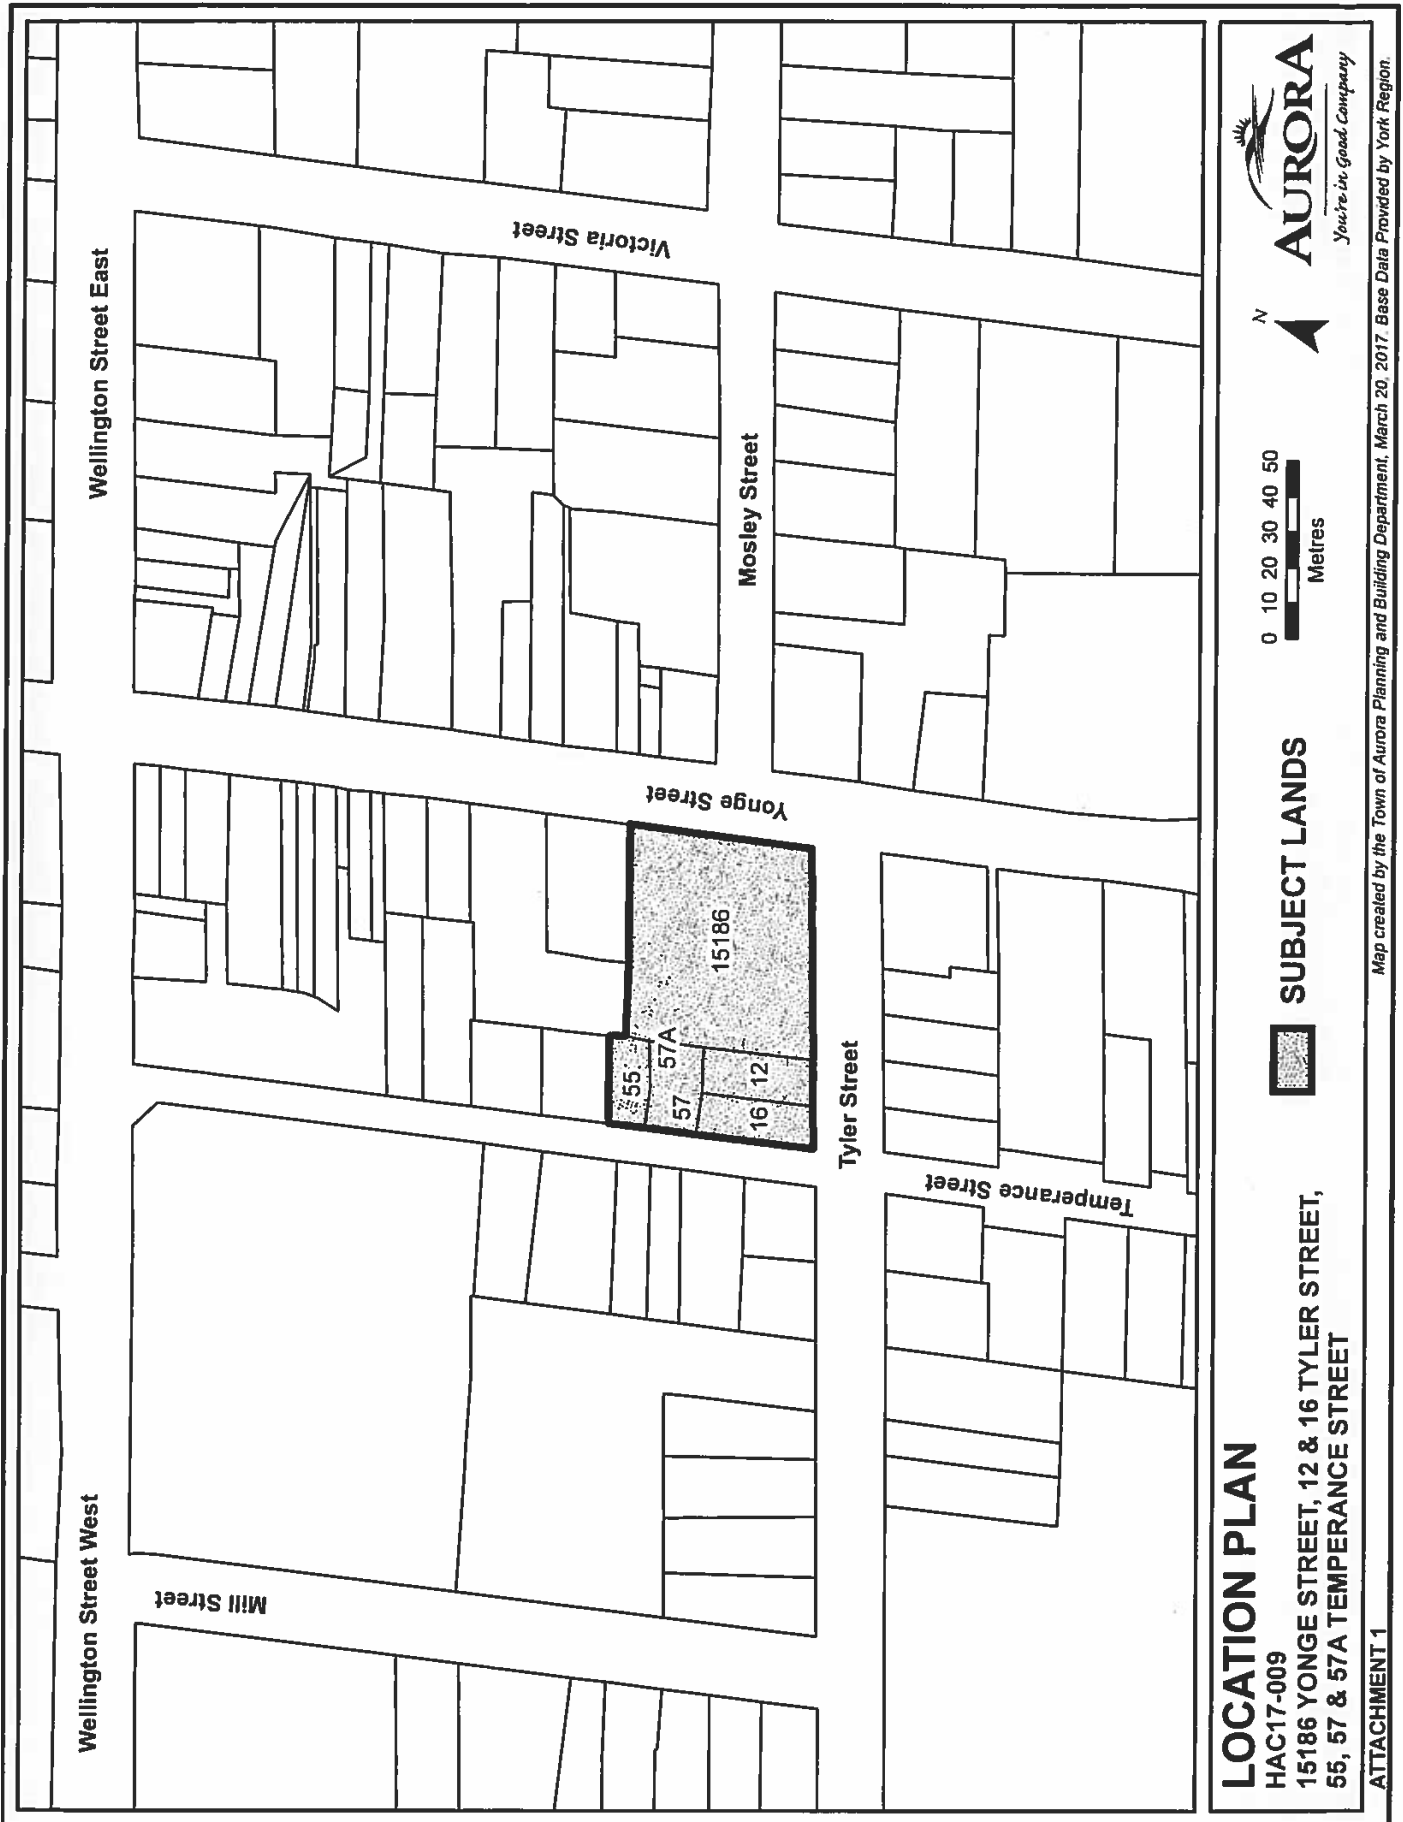 Wellington Street West
Wellington Street East
Mill Street
Victoria Street
Yonge Street
Mosley Street
55
57A
57
15186
16
12
Tyler Street
Temperance Street
LOCATION PLAN
HAC17-009
15186 YONGE STREET, 12 & 16 TYLER STREET,
55, 57 & 57A TEMPERANCE STREET
ATTACHMENT 1
SUBJECT LANDS
0 10 20 30 40 50
Metres
N
AURORA
You're in Good Company
Map created by the Town of Aurora Planning and Building Department, March 20, 2017. Base Data Provided by York Region.